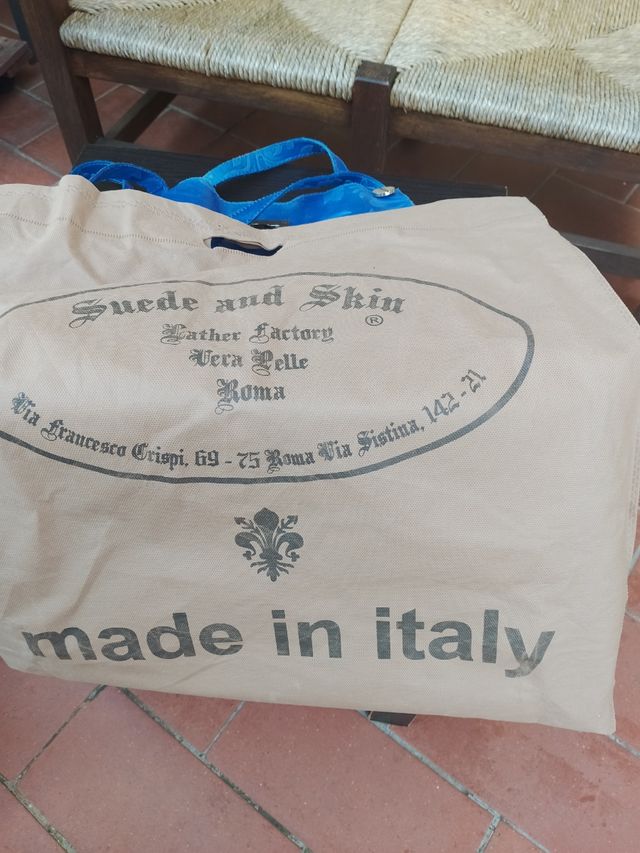 Suede and Skin
®
Lather Factory
Vera Pelle
Roma
Via Francesco Crispi, 69 - 75 Roma Via Sistina, 142 - 21
made in italy